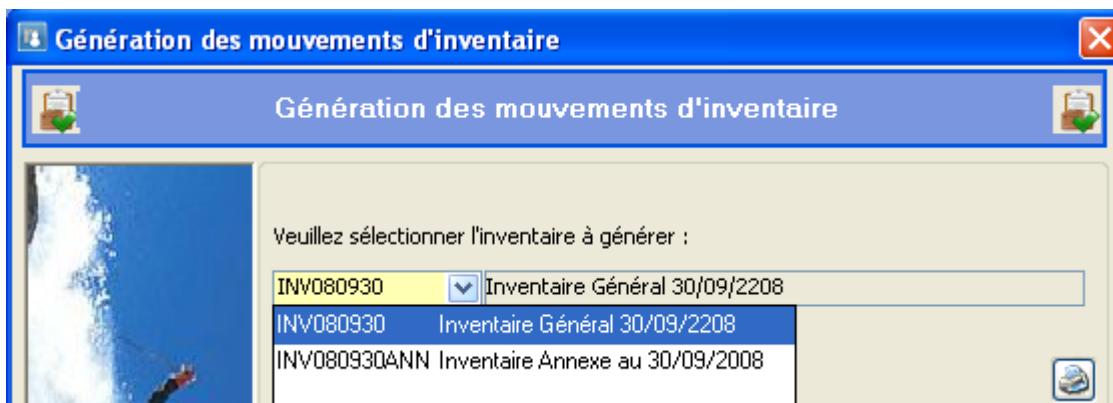 Génération des mouvements d'inventaire
Génération des mouvements d'inventaire
Veuillez sélectionner l'inventaire à générer :
INV080930 Inventaire Général 30/09/2208
INV080930 Inventaire Général 30/09/2208
INV080930ANN Inventaire Annexe au 30/09/2008